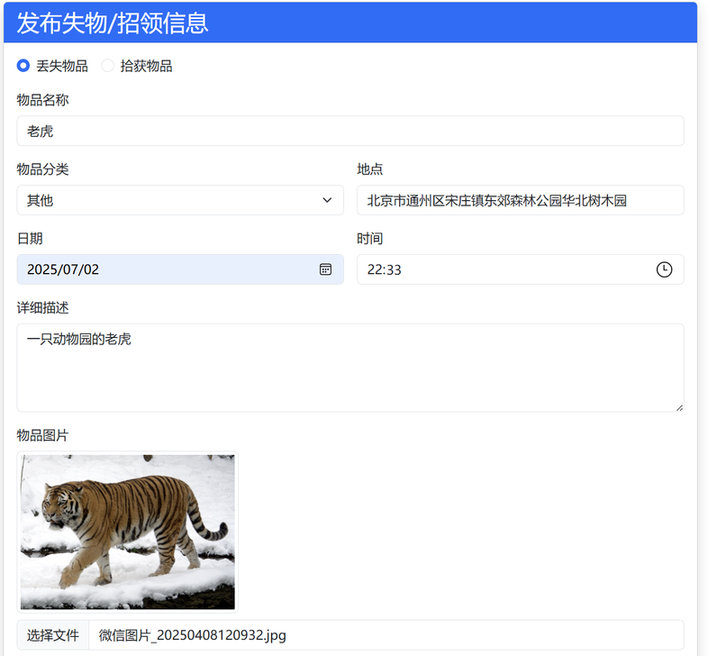 发布失物/招领信息
丢失物品 拾获物品
物品名称
老虎
物品分类 地点
其他 北京市通州区宋庄镇东郊森林公园华北树木园
日期 时间
2025/07/02 22:33
详细描述
一只动物园的老虎
物品图片
选择文件 微信图片_20250408120932.jpg